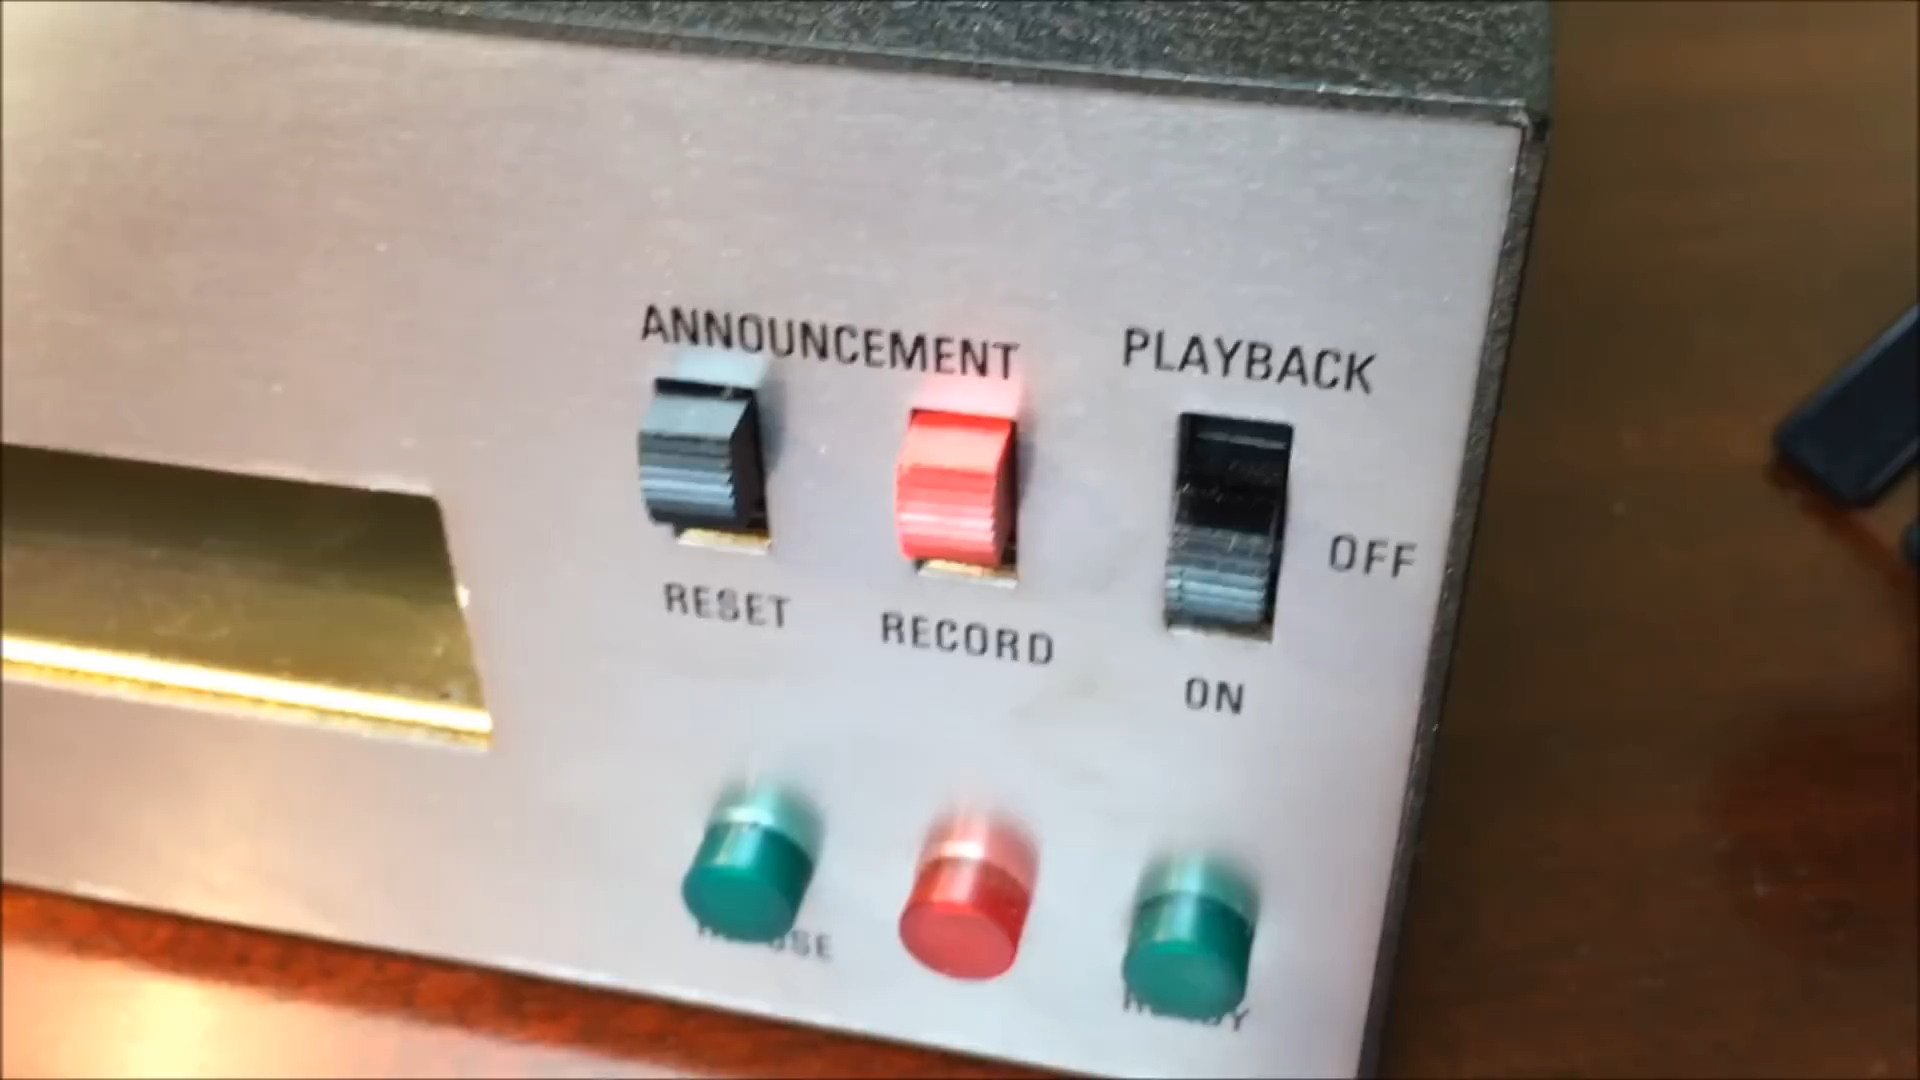 ANNOUNCEMENT
PLAYBACK
OFF
RESET
RECORD
ON